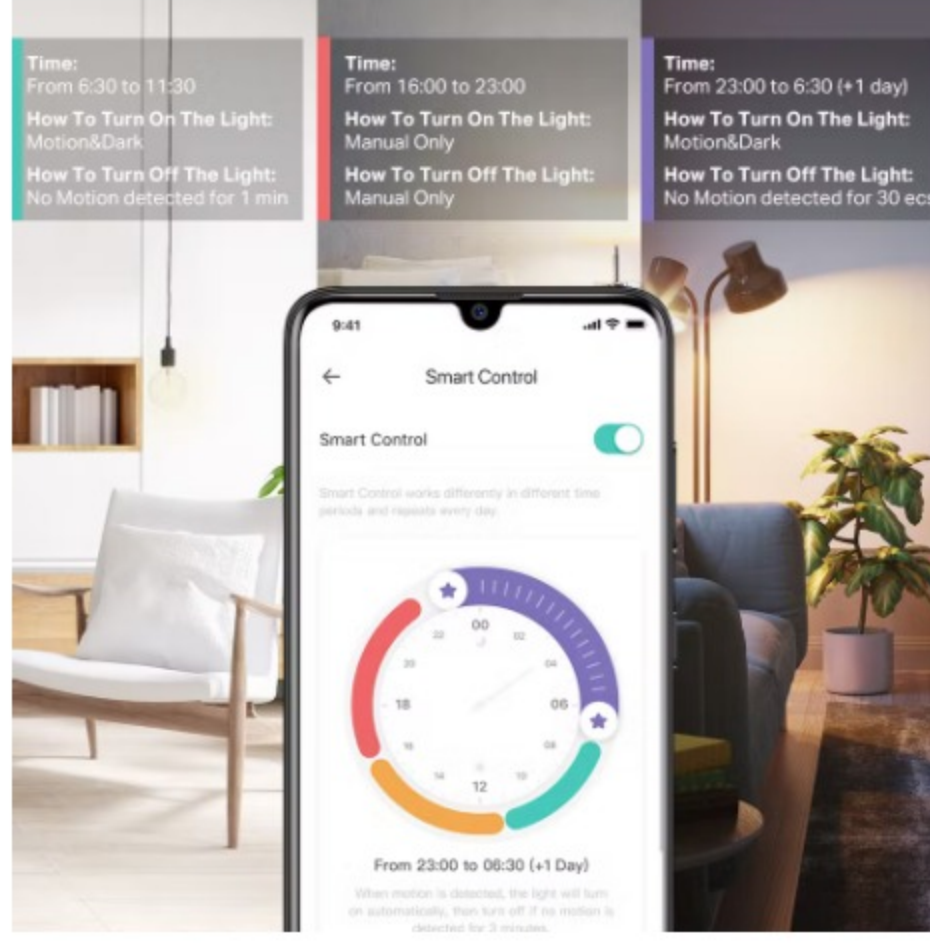 Time:
From 6:30 to 11:30
How To Turn On The Light:
Motion&Dark
How To Turn Off The Light:
No Motion detected for 1 min
Time:
From 16:00 to 23:00
How To Turn On The Light:
Manual Only
How To Turn Off The Light:
Manual Only
Time:
From 23:00 to 6:30 (+1 day)
How To Turn On The Light:
Motion&Dark
How To Turn Off The Light:
No Motion detected for 30 ecs
9:41
Smart Control
Smart Control
Smart Control works differently in different time
periods and repeats every day.
00
22
02
20
04
18
06
16
08
14
10
12
From 23:00 to 06:30 (+1 Day)
When motion is detected, the light will turn
on automatically, then turn off if no motion is
detected for 2 minutes.